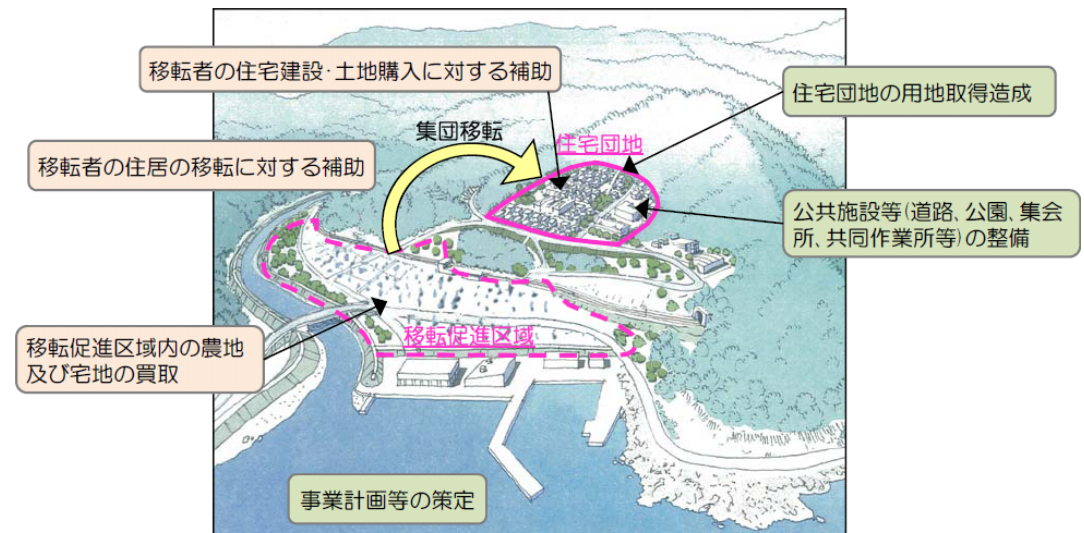 移転者の住宅建設･土地購入に対する補助
住宅団地の用地取得造成
集団移転
住宅団地
移転者の住居の移転に対する補助
公共施設等(道路、公園、集会
所、共同作業所等)の整備
移転促進区域
移転促進区域内の農地
及び宅地の買取
事業計画等の策定